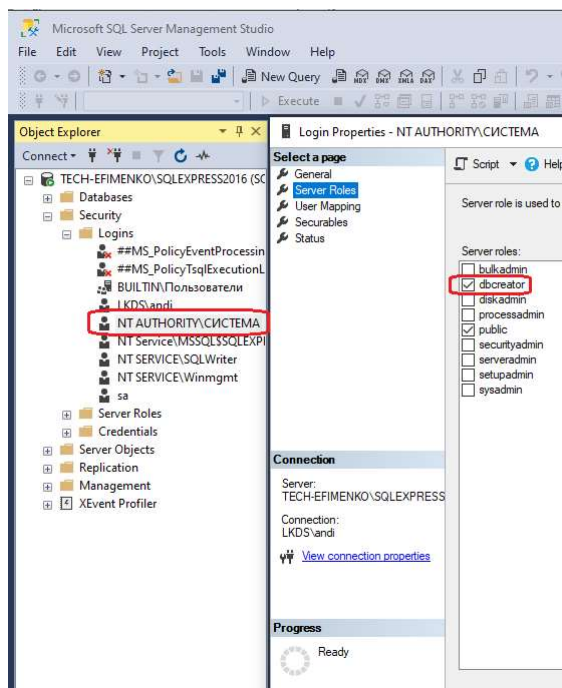 Microsoft SQL Server Management Studio
File Edit View Project Tools Window Help
New Query
Execute
Object Explorer
Connect
TECH-EFIMENKO\SQLEXPRESS2016 (SC
Databases
Security
Logins
##MS_PolicyEventProcessin
##MS_PolicyTsqlExecutionL
BUILTIN\Пользователи
LKDS\andi
NT AUTHORITY\СИСТЕМА
NT Service\MSSQL$SQLEXPI
NT SERVICE\SQLWriter
NT SERVICE\Winmgmt
sa
Server Roles
Credentials
Server Objects
Replication
Management
XEvent Profiler
Login Properties - NT AUTHORITY\СИСТЕМА
Select a page
General
Server Roles
User Mapping
Securables
Status
Connection
Server:
TECH-EFIMENKO\SQLEXPRESS
Connection:
LKDS\andi
View connection properties
Progress
Ready
Script Help
Server role is used to
Server roles:
bulkadmin
dbcreator
diskadmin
processadmin
public
securityadmin
serveradmin
setupadmin
sysadmin